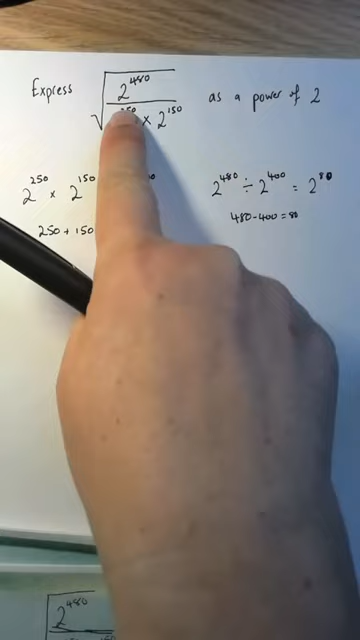 Express √ 2^480 as a power of 2
× 2^150
2^250 × 2^150
2^480 ÷ 2^400 = 2^80
250 + 150
480 - 400 = 80
2^480